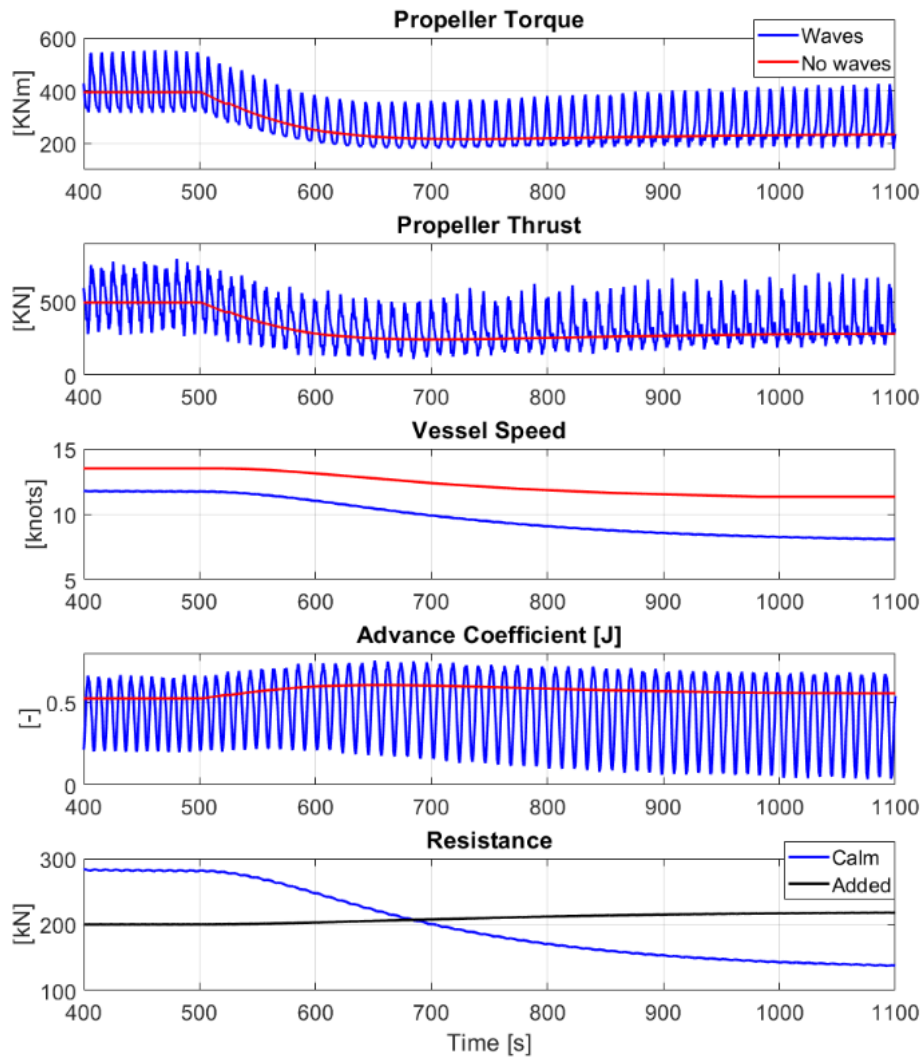 Propeller Torque
Waves
No waves
[KNm]
600
400
200
400 500 600 700 800 900 1000 1100
Propeller Thrust
[KN]
500
0
400 500 600 700 800 900 1000 1100
Vessel Speed
[knots]
15
10
5
400 500 600 700 800 900 1000 1100
Advance Coefficient [J]
[-]
0.5
0
400 500 600 700 800 900 1000 1100
Resistance
Calm
Added
[kN]
300
200
100
400 500 600 700 800 900 1000 1100
Time [s]